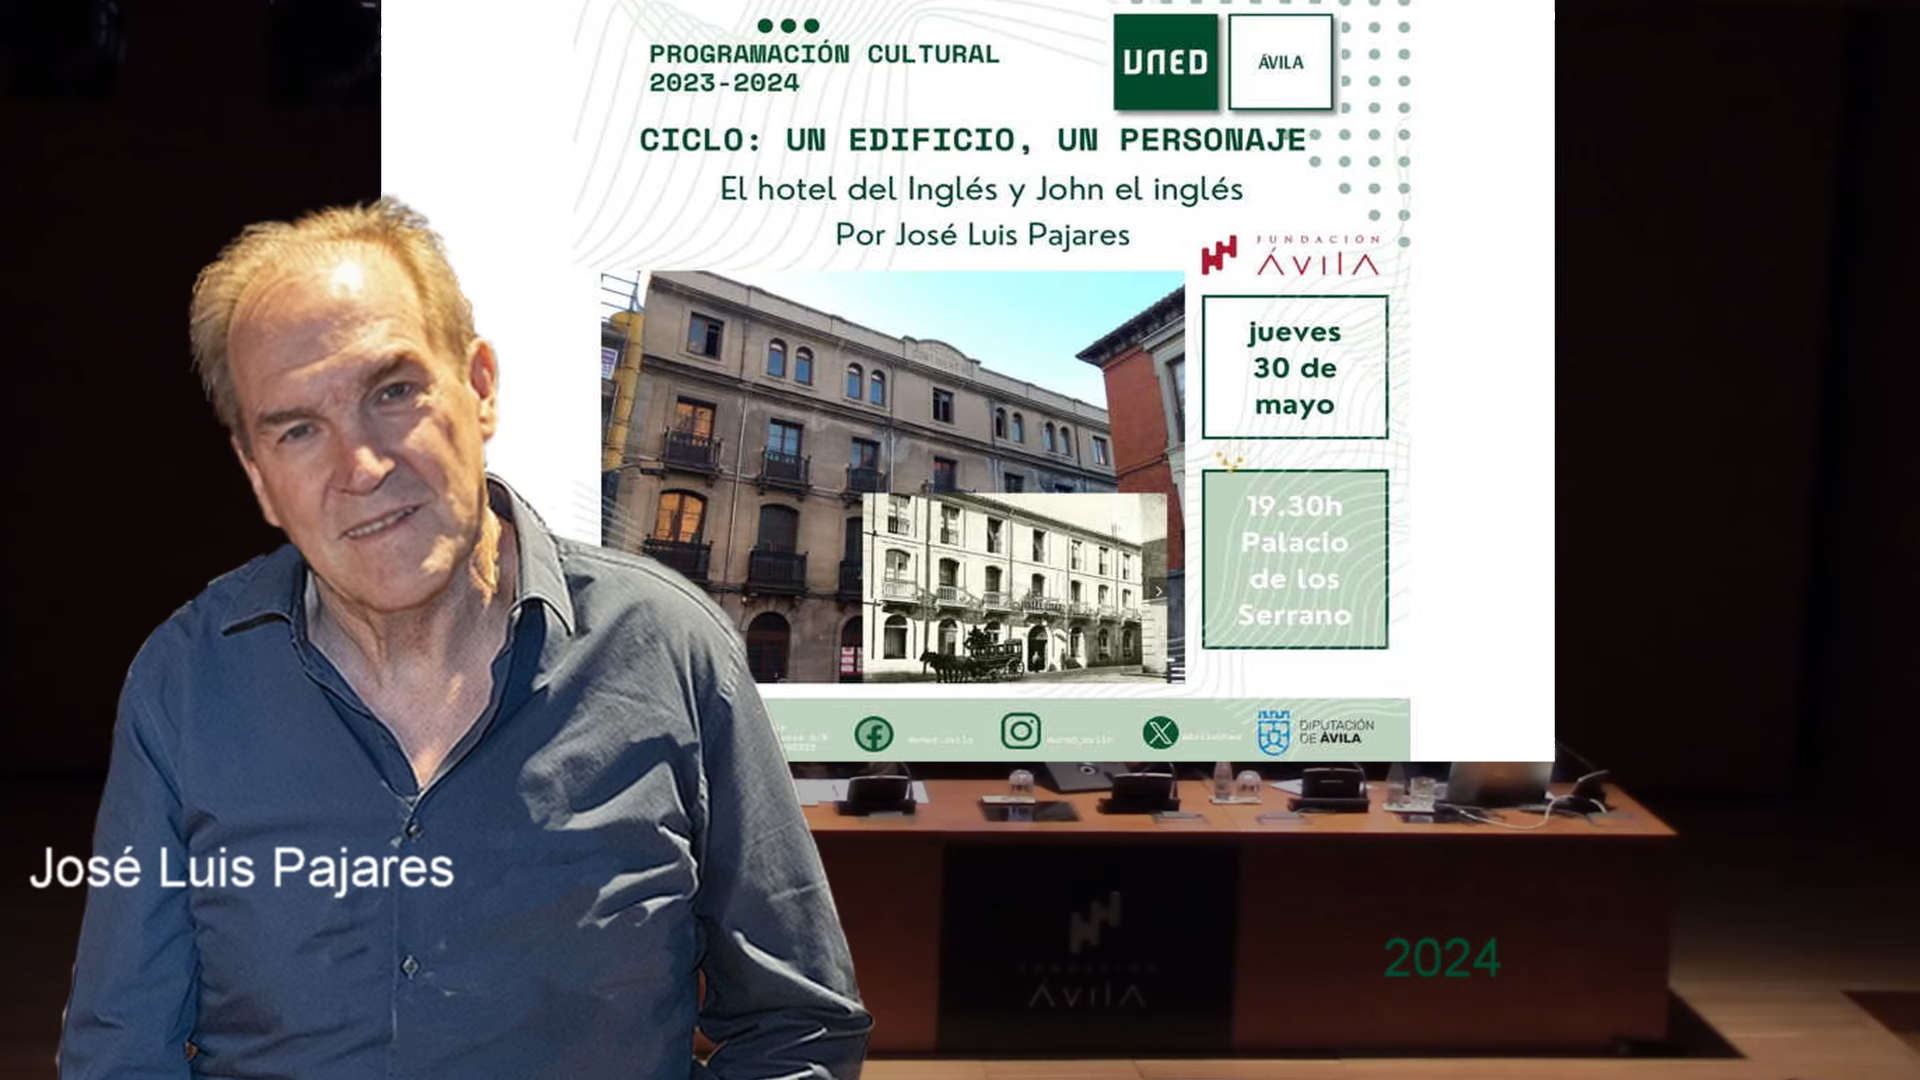 PROGRAMACIÓN CULTURAL
2023-2024
UNED
ÁVILA
CICLO: UN EDIFICIO, UN PERSONAJE
El hotel del Inglés y John el inglés
Por José Luis Pajares
FUNDACIÓN
ÁVILA
jueves
30 de
mayo
19.30h
Palacio
de los
Serrano
DIPUTACIÓN
DE ÁVILA
José Luis Pajares
2024
FUNDACIÓN
ÁVILA